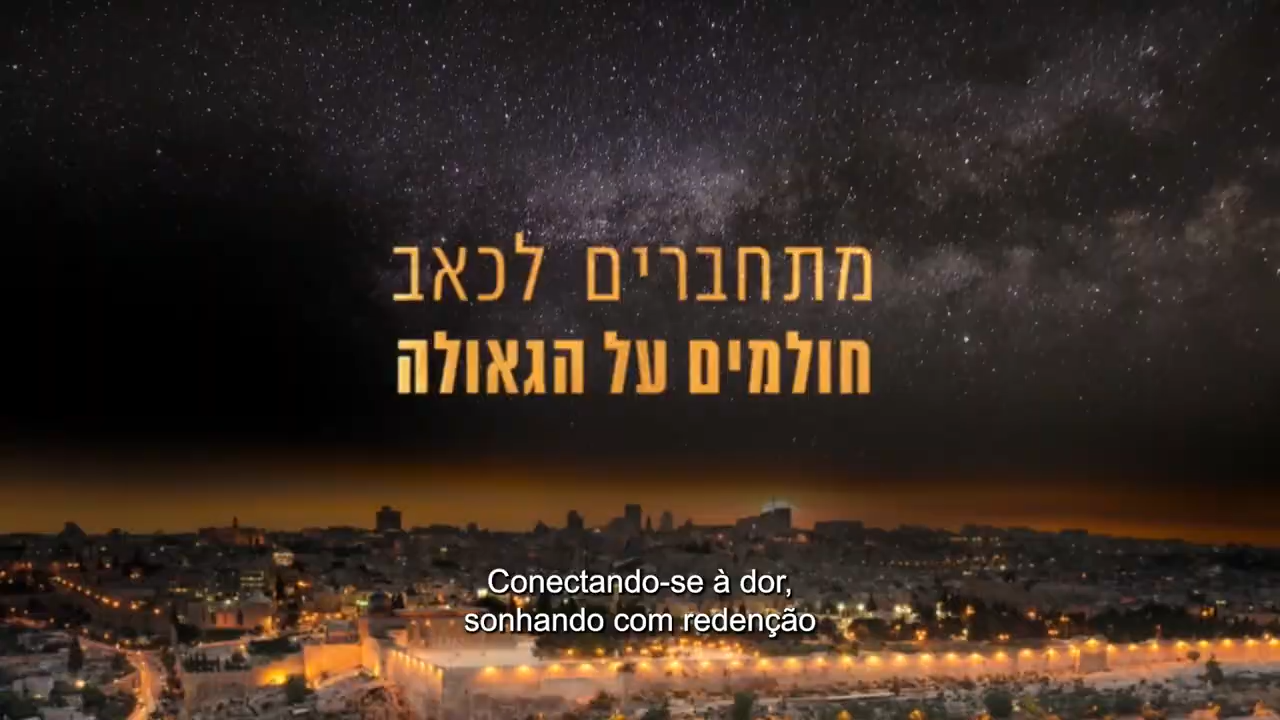 מתחברים לכאב
חולמים על הגאולה
Conectando-se à dor,
sonhando com redenção